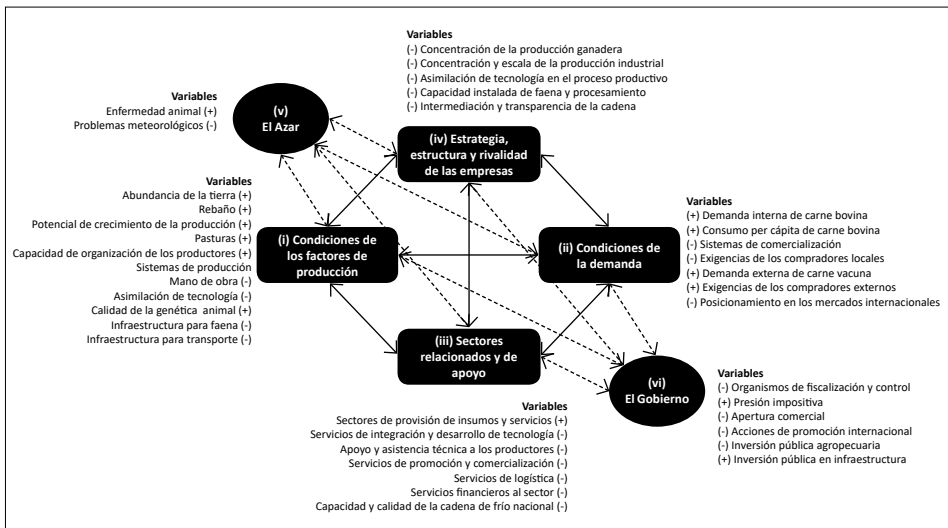 Variables
(-) Concentración de la producción ganadera
(-) Concentración y escala de la producción industrial
(-) Asimilación de tecnología en el proceso productivo
(-) Capacidad instalada de faena y procesamiento
(-) Intermediación y transparencia de la cadena
Variables
Enfermedad animal (+)
Problemas meteorológicos (-)
(v)
El Azar
(iv) Estrategia,
estructura y rivalidad
de las empresas
Variables
Abundancia de la tierra (+)
Rebaño (+)
Potencial de crecimiento de la producción (+)
Pasturas (+)
Capacidad de organización de los productores (+)
Sistemas de producción
Mano de obra (-)
Asimilación de tecnología (-)
Calidad de la genética animal (+)
Infraestructura para faena (-)
Infraestructura para transporte (-)
(i) Condiciones de
los factores de
producción
(ii) Condiciones de
la demanda
Variables
(+) Demanda interna de carne bovina
(+) Consumo per cápita de carne bovina
(-) Sistemas de comercialización
(-) Exigencias de los compradores locales
(+) Demanda externa de carne vacuna
(+) Exigencias de los compradores externos
(-) Posicionamiento en los mercados internacionales
(iii) Sectores
relacionados y de
apoyo
(vi)
El Gobierno
Variables
(-) Organismos de fiscalización y control
(+) Presión impositiva
(-) Apertura comercial
(-) Acciones de promoción internacional
(-) Inversión pública agropecuaria
(+) Inversión pública en infraestructura
Variables
Sectores de provisión de insumos y servicios (+)
Servicios de integración y desarrollo de tecnología (-)
Apoyo y asistencia técnica a los productores (-)
Servicios de promoción y comercialización (-)
Servicios de logística (-)
Servicios financieros al sector (-)
Capacidad y calidad de la cadena de frío nacional (-)